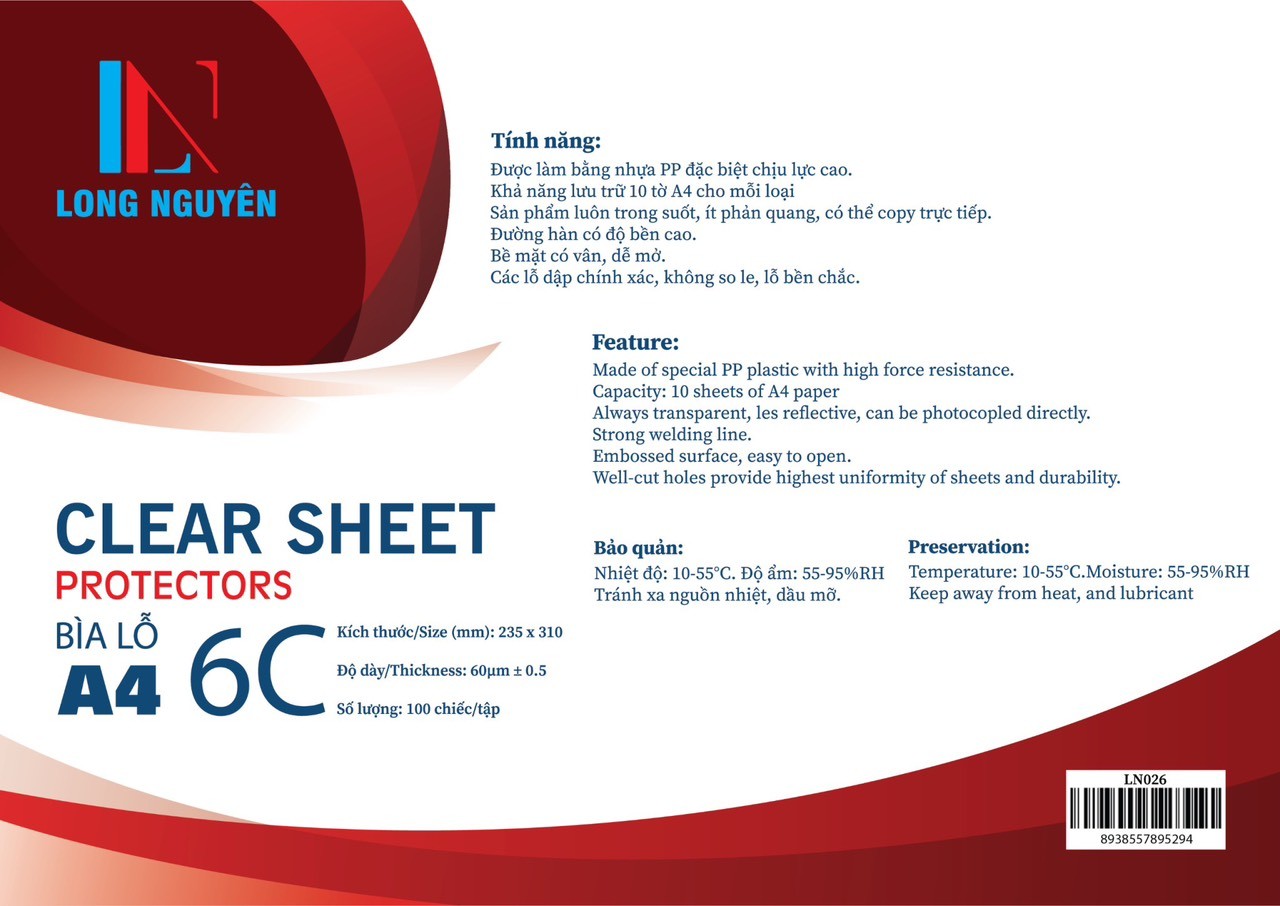 LONG NGUYÊN
Tính năng:
Được làm bằng nhựa PP đặc biệt chịu lực cao.
Khả năng lưu trữ 10 tờ A4 cho mỗi loại
Sản phẩm luôn trong suốt, ít phản quang, có thể copy trực tiếp.
Đường hàn có độ bền cao.
Bề mặt có vân, dễ mở.
Các lỗ dập chính xác, không so le, lỗ bền chắc.
Feature:
Made of special PP plastic with high force resistance.
Capacity: 10 sheets of A4 paper
Always transparent, les reflective, can be photocopled directly.
Strong welding line.
Embossed surface, easy to open.
Well-cut holes provide highest uniformity of sheets and durability.
CLEAR SHEET
PROTECTORS
BÌA LỖ
A4 6C
Kích thước/Size (mm): 235 x 310
Độ dày/Thickness: 60µm ± 0.5
Số lượng: 100 chiếc/tập
Bảo quản:
Nhiệt độ: 10-55°C. Độ ẩm: 55-95%RH
Tránh xa nguồn nhiệt, dầu mỡ.
Preservation:
Temperature: 10-55°C.Moisture: 55-95%RH
Keep away from heat, and lubricant
LN026
8938557895294